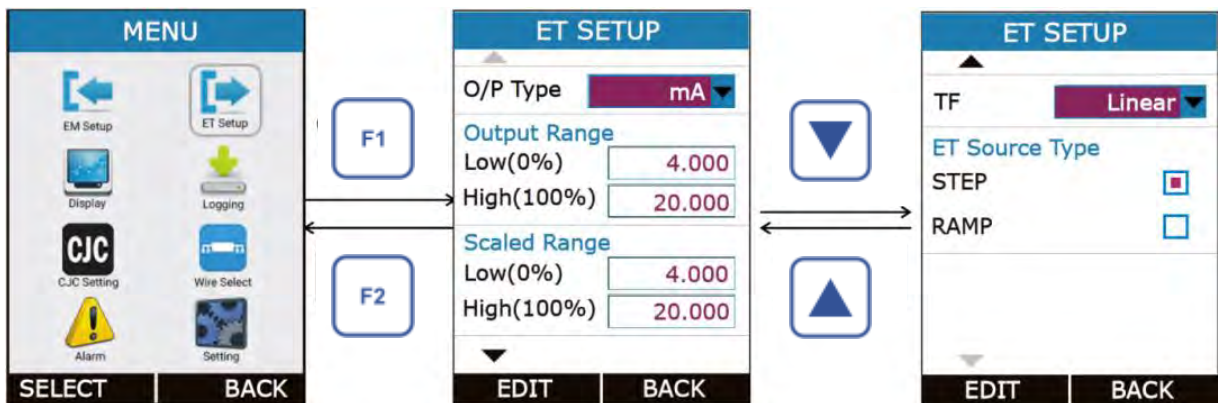 MENU
EM Setup
ET Setup
Display
Logging
CJC
CJC Setting
Wire Select
Alarm
Setting
SELECT BACK
F1
F2
ET SETUP
O/P Type mA
Output Range
Low(0%) 4.000
High(100%) 20.000
Scaled Range
Low(0%) 4.000
High(100%) 20.000
EDIT BACK
ET SETUP
TF Linear
ET Source Type
STEP
RAMP
EDIT BACK